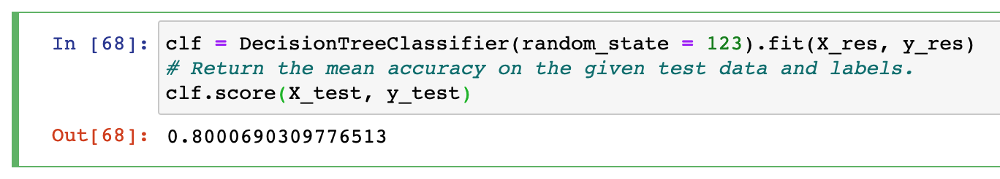 In [68]: clf = DecisionTreeClassifier(random_state = 123).fit(X_res, y_res)
# Return the mean accuracy on the given test data and labels.
clf.score(X_test, y_test)
Out[68]: 0.8000690309776513